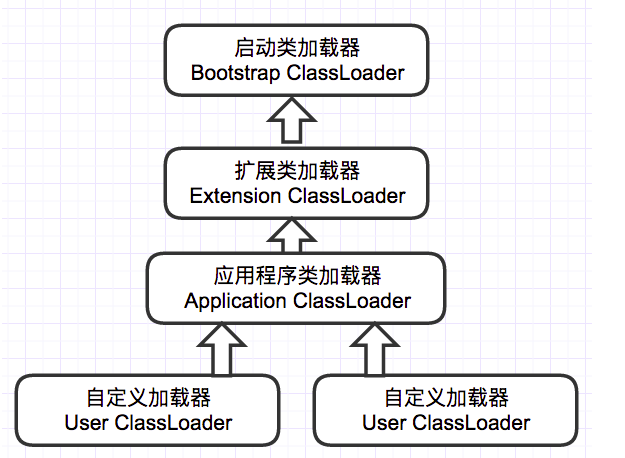 启动类加载器
Bootstrap ClassLoader
扩展类加载器
Extension ClassLoader
应用程序类加载器
Application ClassLoader
自定义加载器
User ClassLoader
自定义加载器
User ClassLoader